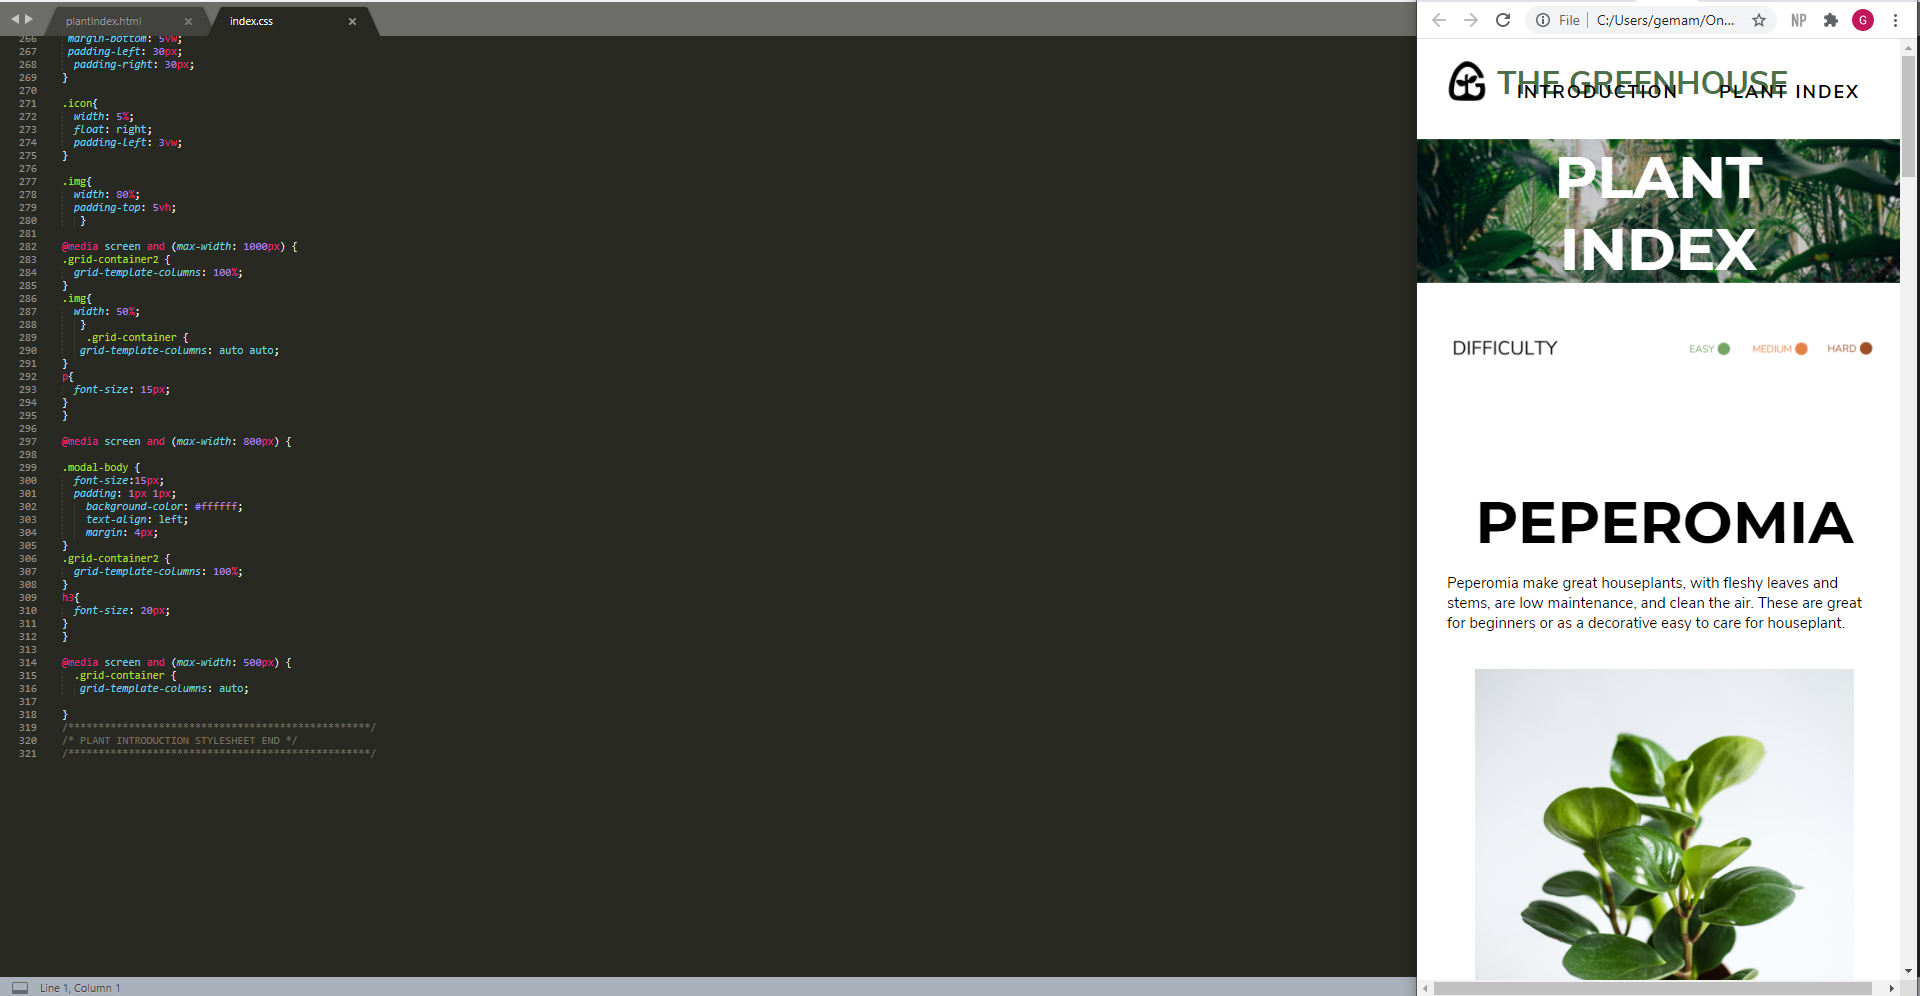 plantIndex.html
index.css
266 margin-bottom: 5vw;
267 padding-left: 30px;
268 padding-right: 30px;
269 }
270
271 .icon{
272 width: 5%;
273 float: right;
274 padding-left: 3vw;
275 }
276
277 .img{
278 width: 80%;
279 padding-top: 5vh;
280 }
281
282 @media screen and (max-width: 1000px) {
283 .grid-container2 {
284 grid-template-columns: 100%;
285 }
286 .img{
287 width: 50%;
288 }
289 .grid-container {
290 grid-template-columns: auto auto;
291 }
292 p{
293 font-size: 15px;
294 }
295 }
296
297 @media screen and (max-width: 800px) {
298
299 .modal-body {
300 font-size:15px;
301 padding: 1px 1px;
302 background-color: #ffffff;
303 text-align: left;
304 margin: 4px;
305 }
306 .grid-container2 {
307 grid-template-columns: 100%;
308 }
309 h3{
310 font-size: 20px;
311 }
312 }
313
314 @media screen and (max-width: 500px) {
315 .grid-container {
316 grid-template-columns: auto;
317
318 }
319 /**************************************************/
320 /* PLANT INTRODUCTION STYLESHEET END */
321 /**************************************************/
Line 1, Column 1
File C:/Users/gemam/On... NP G
THE GREENHOUSE
INTRODUCTION PLANT INDEX
PLANT
INDEX
DIFFICULTY EASY MEDIUM HARD
PEPEROMIA
Peperomia make great houseplants, with fleshy leaves and
stems, are low maintenance, and clean the air. These are great
for beginners or as a decorative easy to care for houseplant.